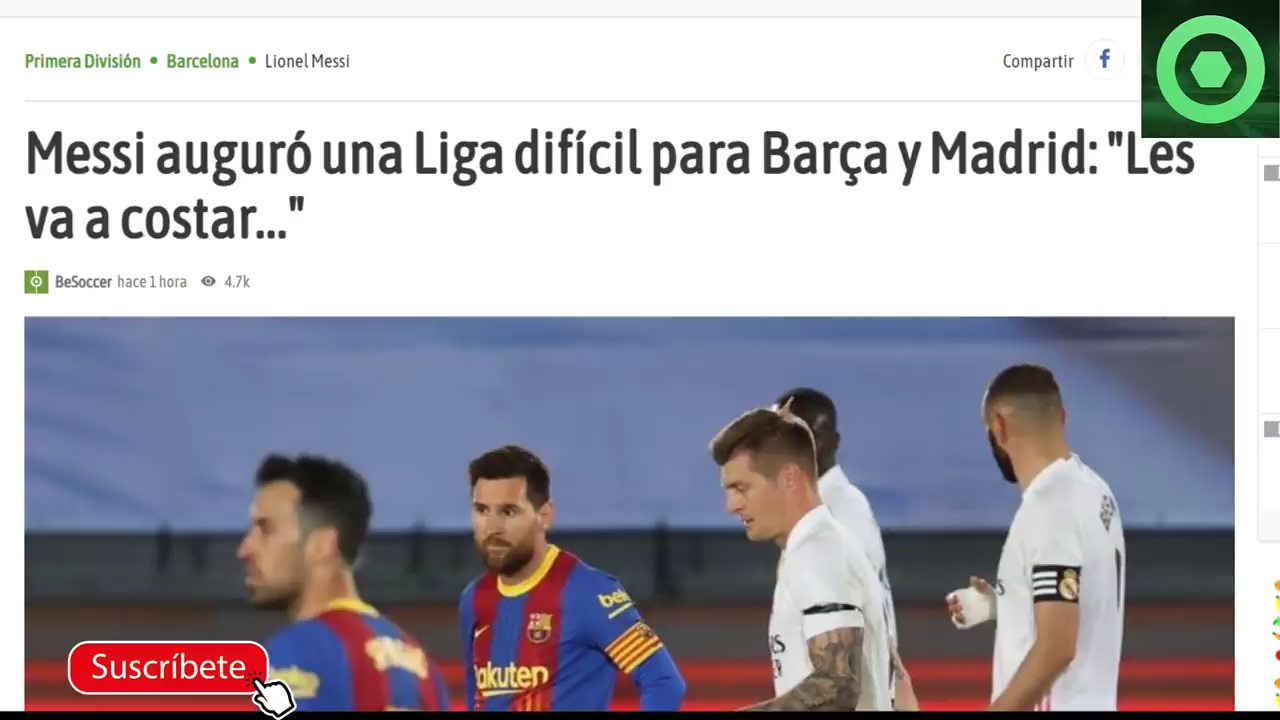 Primera División • Barcelona • Lionel Messi
Compartir
Messi auguró una Liga difícil para Barça y Madrid: "Les
va a costar..."
BeSoccer hace 1 hora 4.7k
Rakuten
Suscríbete